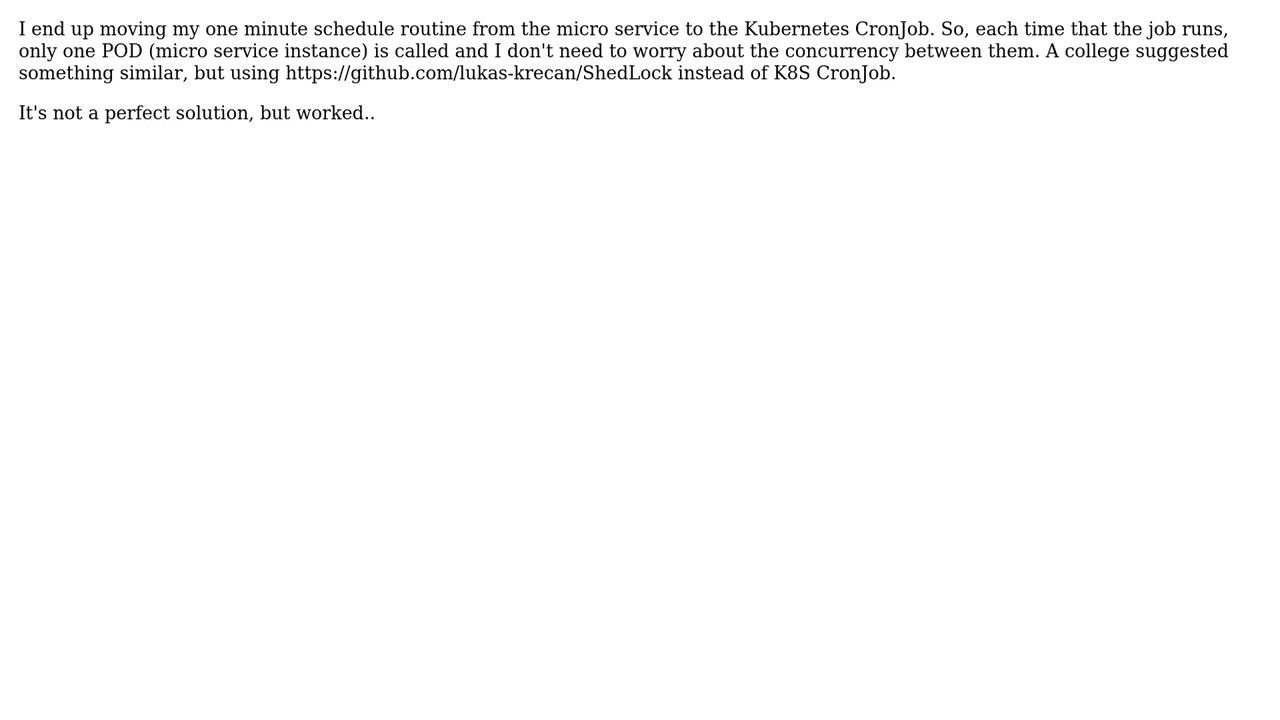 I end up moving my one minute schedule routine from the micro service to the Kubernetes CronJob. So, each time that the job runs,
only one POD (micro service instance) is called and I don't need to worry about the concurrency between them. A college suggested
something similar, but using https://github.com/lukas-krecan/ShedLock instead of K8S CronJob.
It's not a perfect solution, but worked..